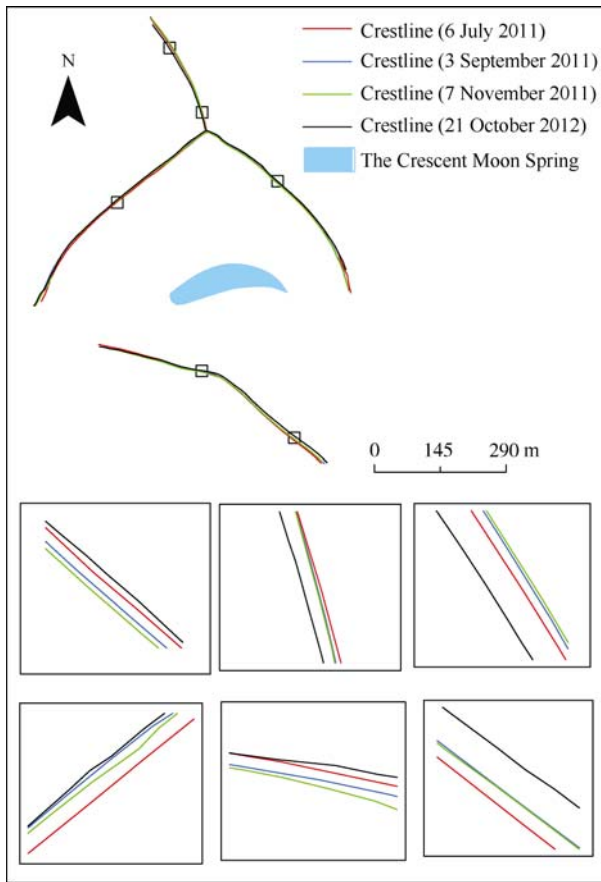 N
Crestline (6 July 2011)
Crestline (3 September 2011)
Crestline (7 November 2011)
Crestline (21 October 2012)
The Crescent Moon Spring
0 145 290 m